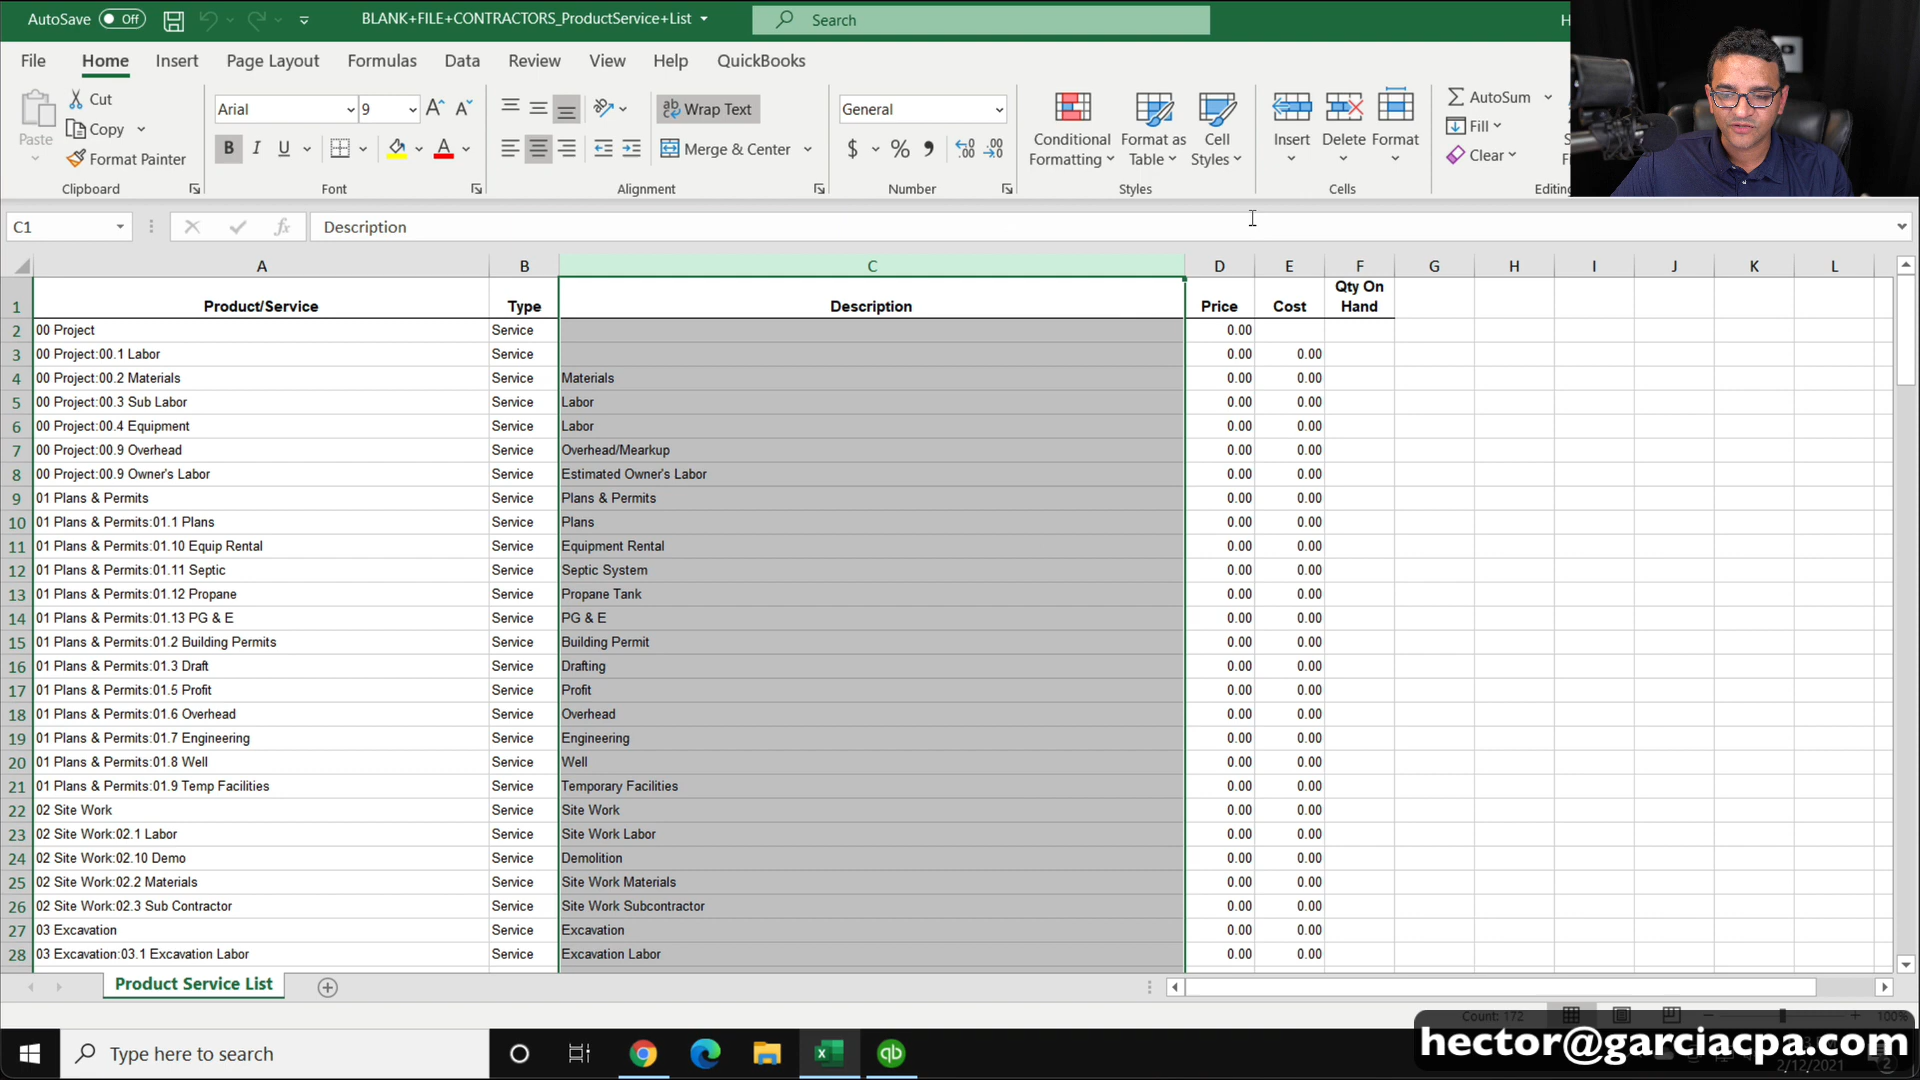 AutoSave Off BLANK+FILE+CONTRACTORS_ProductService+List Search H
File Home Insert Page Layout Formulas Data Review View Help QuickBooks
Paste Cut Copy Format Painter Clipboard
Arial 9 B I U A Font
Wrap Text Merge & Center Alignment
General $ % Number
Conditional Formatting Format as Table Cell Styles Styles
Insert Delete Format Cells
AutoSum Fill Clear Editing
C1 fx Description
A B C D E F G H I J K L
1 Product/Service Type Description Price Cost Qty On Hand
2 00 Project Service 0.00
3 00 Project:00.1 Labor Service 0.00 0.00
4 00 Project:00.2 Materials Service Materials 0.00 0.00
5 00 Project:00.3 Sub Labor Service Labor 0.00 0.00
6 00 Project:00.4 Equipment Service Labor 0.00 0.00
7 00 Project:00.9 Overhead Service Overhead/Mearkup 0.00 0.00
8 00 Project:00.9 Owner's Labor Service Estimated Owner's Labor 0.00 0.00
9 01 Plans & Permits Service Plans & Permits 0.00 0.00
10 01 Plans & Permits:01.1 Plans Service Plans 0.00 0.00
11 01 Plans & Permits:01.10 Equip Rental Service Equipment Rental 0.00 0.00
12 01 Plans & Permits:01.11 Septic Service Septic System 0.00 0.00
13 01 Plans & Permits:01.12 Propane Service Propane Tank 0.00 0.00
14 01 Plans & Permits:01.13 PG & E Service PG & E 0.00 0.00
15 01 Plans & Permits:01.2 Building Permits Service Building Permit 0.00 0.00
16 01 Plans & Permits:01.3 Draft Service Drafting 0.00 0.00
17 01 Plans & Permits:01.5 Profit Service Profit 0.00 0.00
18 01 Plans & Permits:01.6 Overhead Service Overhead 0.00 0.00
19 01 Plans & Permits:01.7 Engineering Service Engineering 0.00 0.00
20 01 Plans & Permits:01.8 Well Service Well 0.00 0.00
21 01 Plans & Permits:01.9 Temp Facilities Service Temporary Facilities 0.00 0.00
22 02 Site Work Service Site Work 0.00 0.00
23 02 Site Work:02.1 Labor Service Site Work Labor 0.00 0.00
24 02 Site Work:02.10 Demo Service Demolition 0.00 0.00
25 02 Site Work:02.2 Materials Service Site Work Materials 0.00 0.00
26 02 Site Work:02.3 Sub Contractor Service Site Work Subcontractor 0.00 0.00
27 03 Excavation Service Excavation 0.00 0.00
28 03 Excavation:03.1 Excavation Labor Service Excavation Labor 0.00 0.00
Product Service List
Count: 172 100%
Type here to search qb
hector@garciacpa.com
2/12/2021